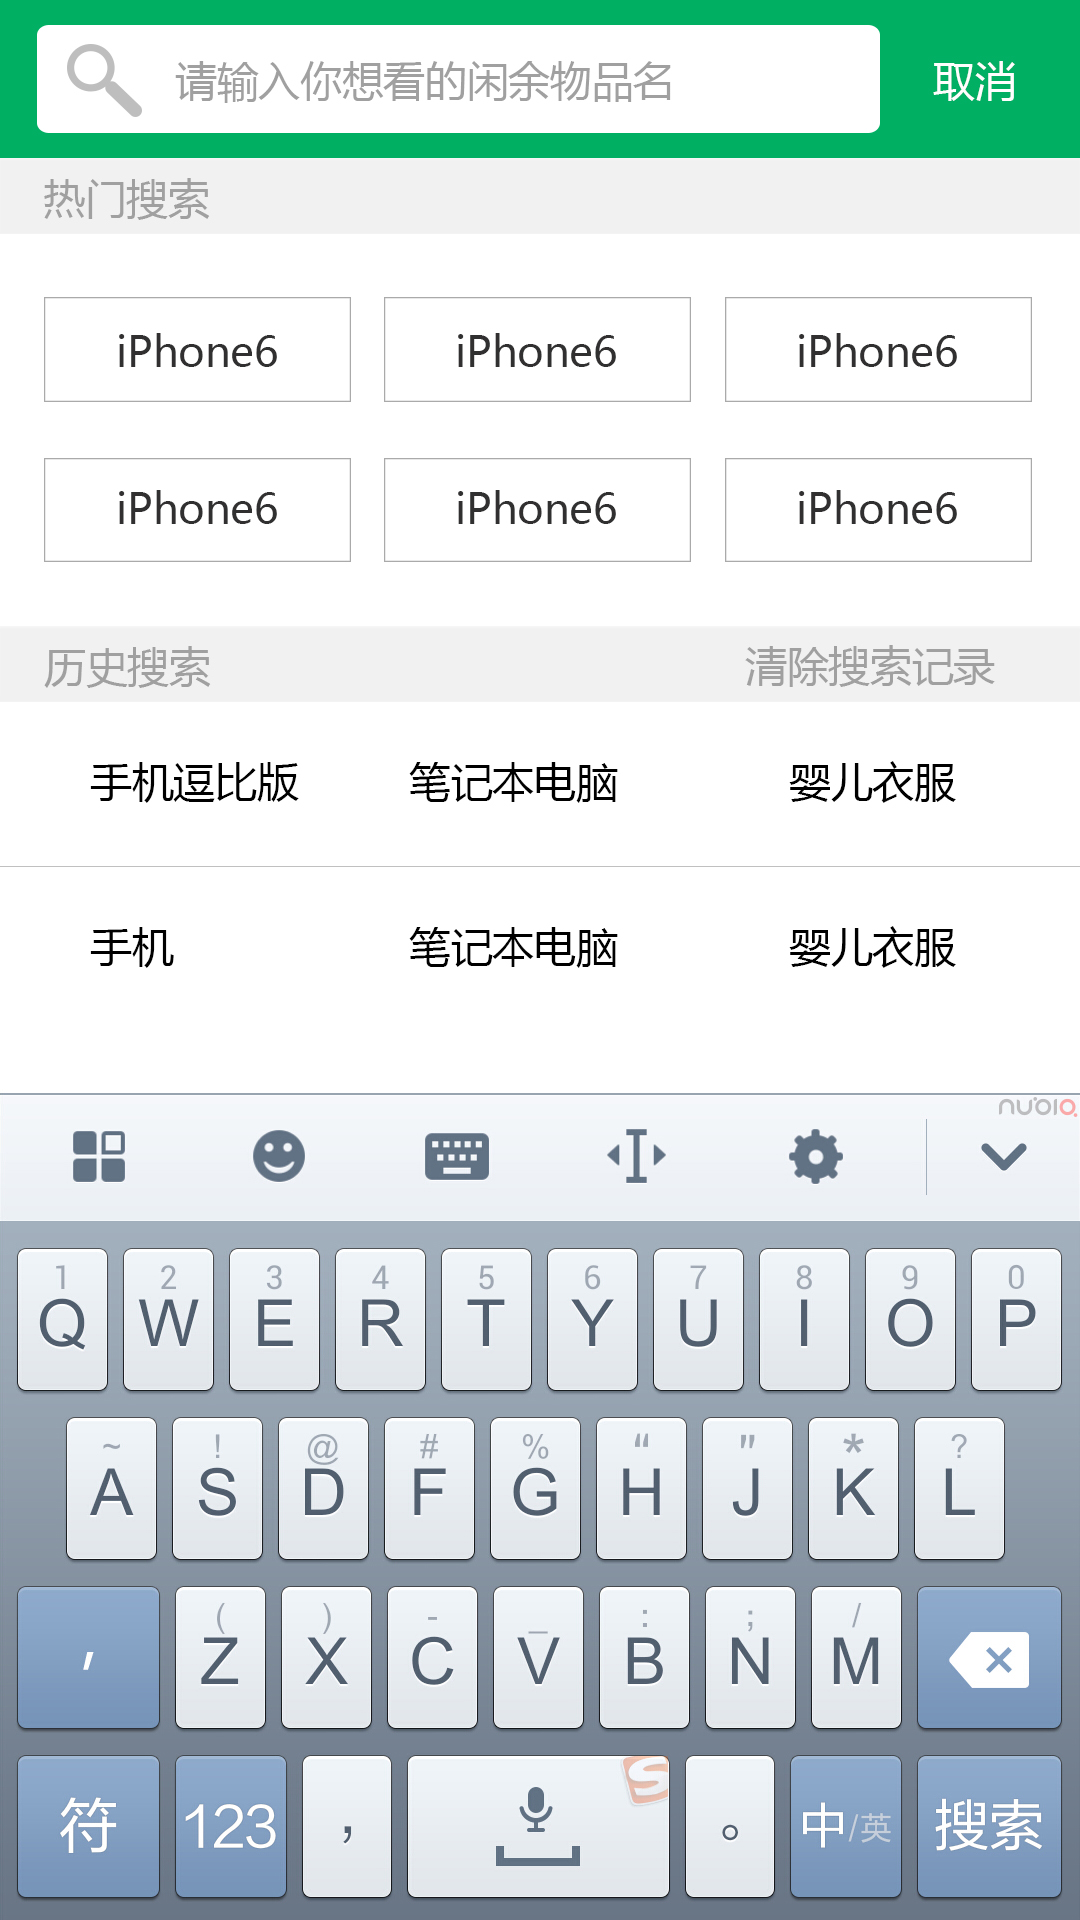 请输入你想看的闲余物品名 取消
热门搜索
iPhone6 iPhone6 iPhone6
iPhone6 iPhone6 iPhone6
历史搜索 清除搜索记录
手机逗比版 笔记本电脑 婴儿衣服
手机 笔记本电脑 婴儿衣服
nubia
1 2 3 4 5 6 7 8 9 0
Q W E R T Y U I O P
~ ! @ # % “ " * ?
A S D F G H J K L
( ) - _ : ; /
' Z X C V B N M
符 123 , S 。 中/英 搜索